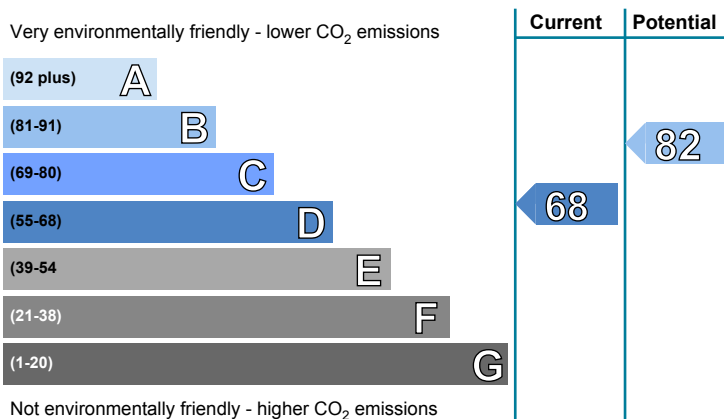 Very environmentally friendly - lower CO2 emissions
Current
Potential
(92 plus) A
(81-91) B
82
(69-80) C
(55-68) D
68
(39-54 E
(21-38) F
(1-20) G
Not environmentally friendly - higher CO2 emissions